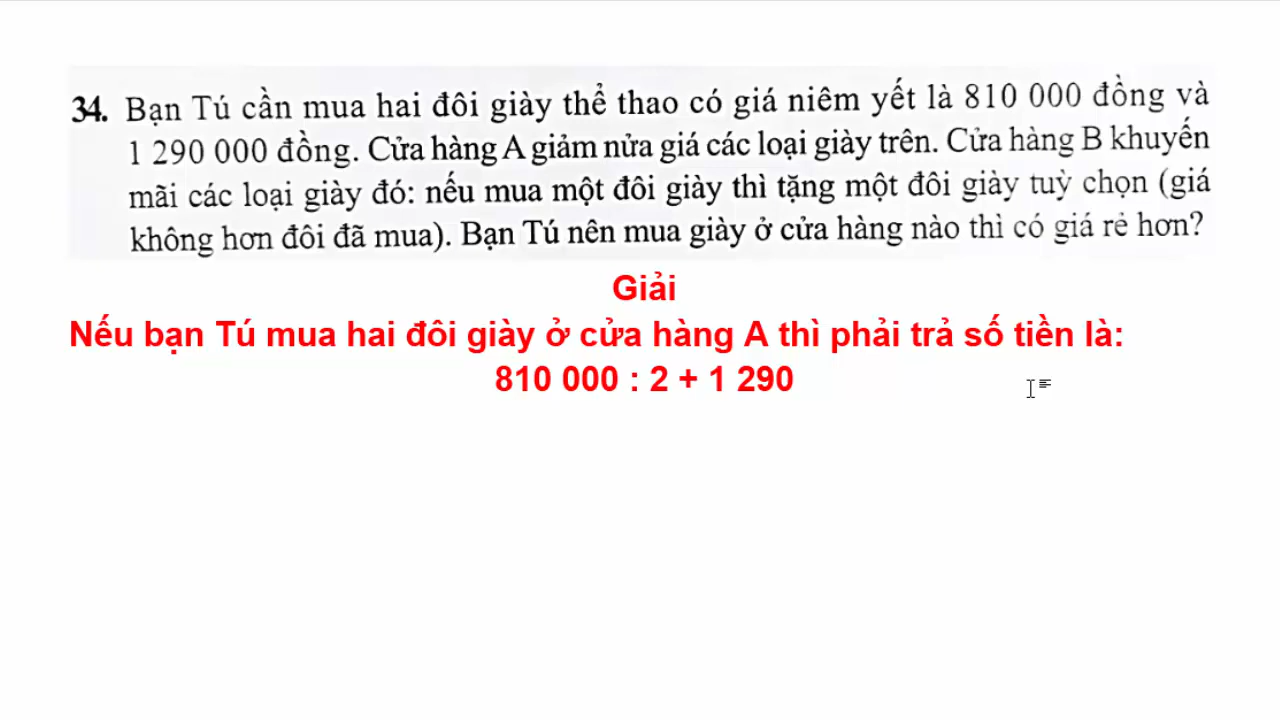 34. Bạn Tú cần mua hai đôi giày thể thao có giá niêm yết là 810 000 đồng và
1 290 000 đồng. Cửa hàng A giảm nửa giá các loại giày trên. Cửa hàng B khuyến
mãi các loại giày đó: nếu mua một đôi giày thì tặng một đôi giày tuỳ chọn (giá
không hơn đôi đã mua). Bạn Tú nên mua giày ở cửa hàng nào thì có giá rẻ hơn?
Giải
Nếu bạn Tú mua hai đôi giày ở cửa hàng A thì phải trả số tiền là:
810 000 : 2 + 1 290